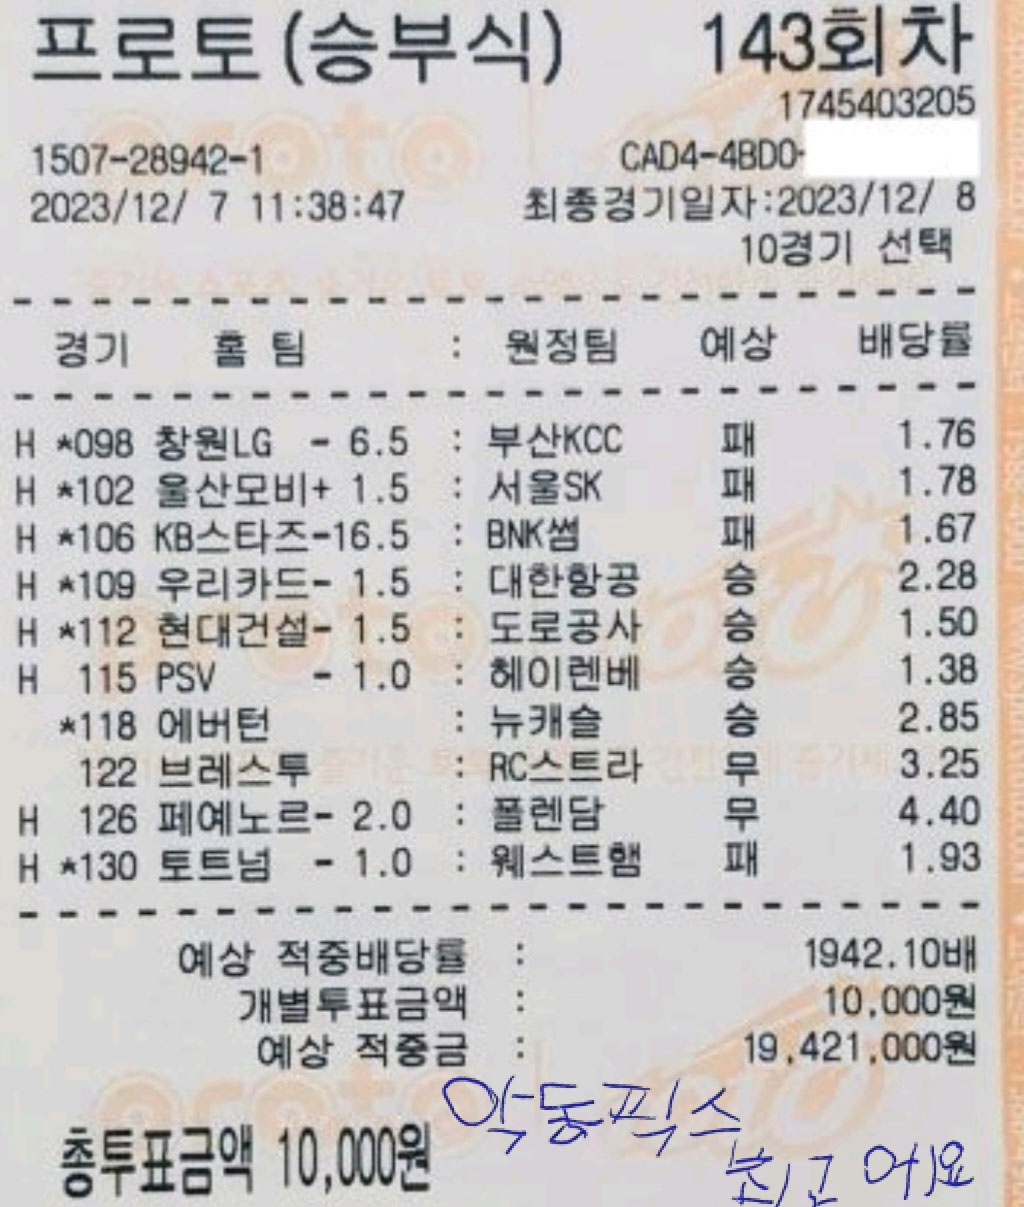 프로토(승부식) 143회차
1745403205
1507-28942-1 CAD4-4BD0-
2023/12/ 7 11:38:47 최종경기일자:2023/12/ 8
10경기 선택
경기 홈 팀 : 원정팀 예상 배당률
H *098 창원LG - 6.5 : 부산KCC 패 1.76
H *102 울산모비+ 1.5 : 서울SK 패 1.78
H *106 KB스타즈-16.5 : BNK썸 패 1.67
H *109 우리카드- 1.5 : 대한항공 승 2.28
H *112 현대건설- 1.5 : 도로공사 승 1.50
H 115 PSV - 1.0 : 헤이렌베 승 1.38
*118 에버턴 : 뉴캐슬 승 2.85
122 브레스투 : RC스트라 무 3.25
H 126 페예노르- 2.0 : 폴렌담 무 4.40
H *130 토트넘 - 1.0 : 웨스트햄 패 1.93
예상 적중배당률 : 1942.10배
개별투표금액 : 10,000원
예상 적중금 : 19,421,000원
총투표금액 10,000원
악동픽스
최고 에요